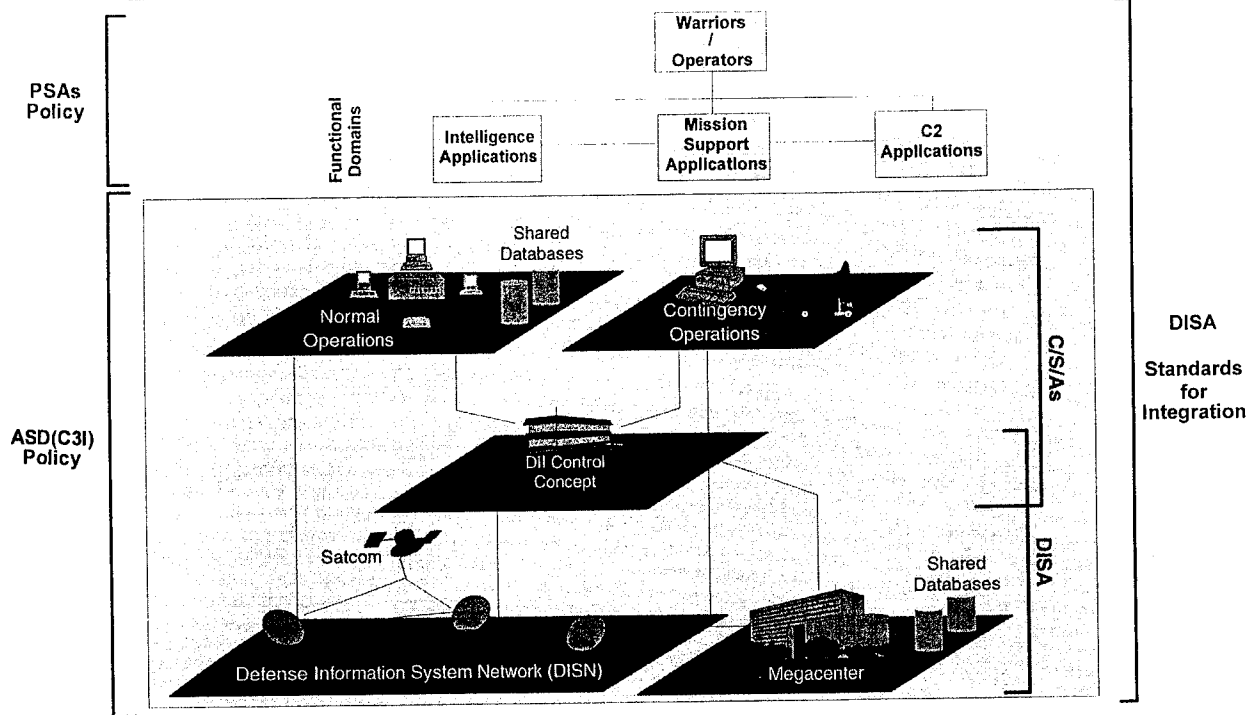 Warriors
/
Operators
PSAs
Policy
Functional
Domains
Intelligence
Applications
Mission
Support
Applications
C2
Applications
Shared
Databases
Normal
Operations
Contingency
Operations
C/S/As
DISA
Standards
for
Integration
ASD(C3I)
Policy
DII Control
Concept
Satcom
DISA
Shared
Databases
Defense Information System Network (DISN)
Megacenter